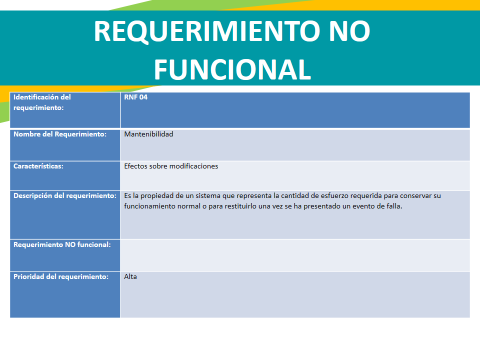 REQUERIMIENTO NO
FUNCIONAL
Identificación del
requerimiento:
RNF 04
Nombre del Requerimiento:
Mantenibilidad
Características:
Efectos sobre modificaciones
Descripción del requerimiento:
Es la propiedad de un sistema que representa la cantidad de esfuerzo requerida para conservar su
funcionamiento normal o para restituirlo una vez se ha presentado un evento de falla.
Requerimiento NO funcional:
Prioridad del requerimiento:
Alta